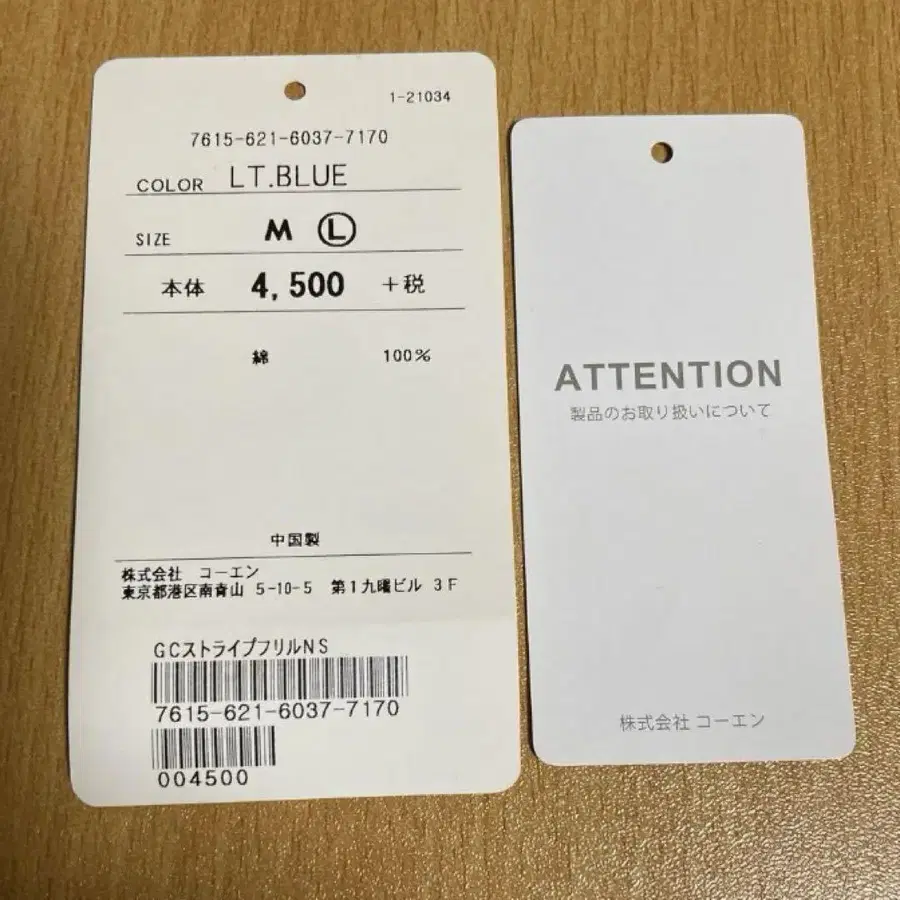 1-21034
7615-621-6037-7170
COLOR LT.BLUE
SIZE M Ⓛ
本体 4,500 +税
綿 100%
中国製
株式会社 コーエン
東京都港区南青山 5-10-5 第1九曜ビル 3F
GCストライプフリルNS
7615-621-6037-7170
004500
ATTENTION
製品のお取り扱いについて
株式会社 コーエン